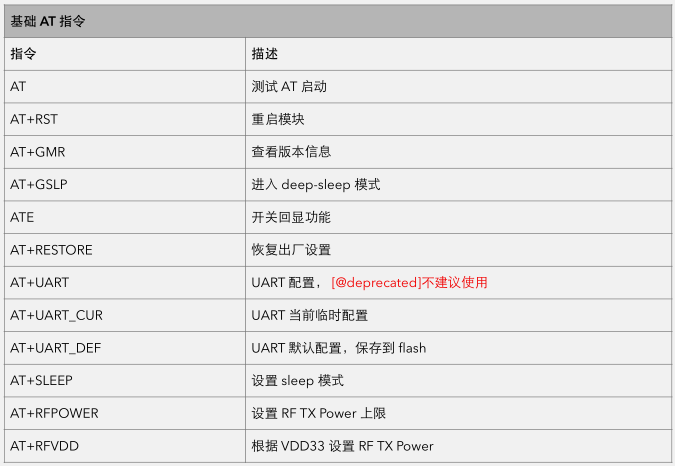 基础 AT 指令
指令 描述
AT 测试 AT 启动
AT+RST 重启模块
AT+GMR 查看版本信息
AT+GSLP 进入 deep-sleep 模式
ATE 开关回显功能
AT+RESTORE 恢复出厂设置
AT+UART UART 配置，[@deprecated]不建议使用
AT+UART_CUR UART 当前临时配置
AT+UART_DEF UART 默认配置，保存到 flash
AT+SLEEP 设置 sleep 模式
AT+RFPOWER 设置 RF TX Power 上限
AT+RFVDD 根据 VDD33 设置 RF TX Power